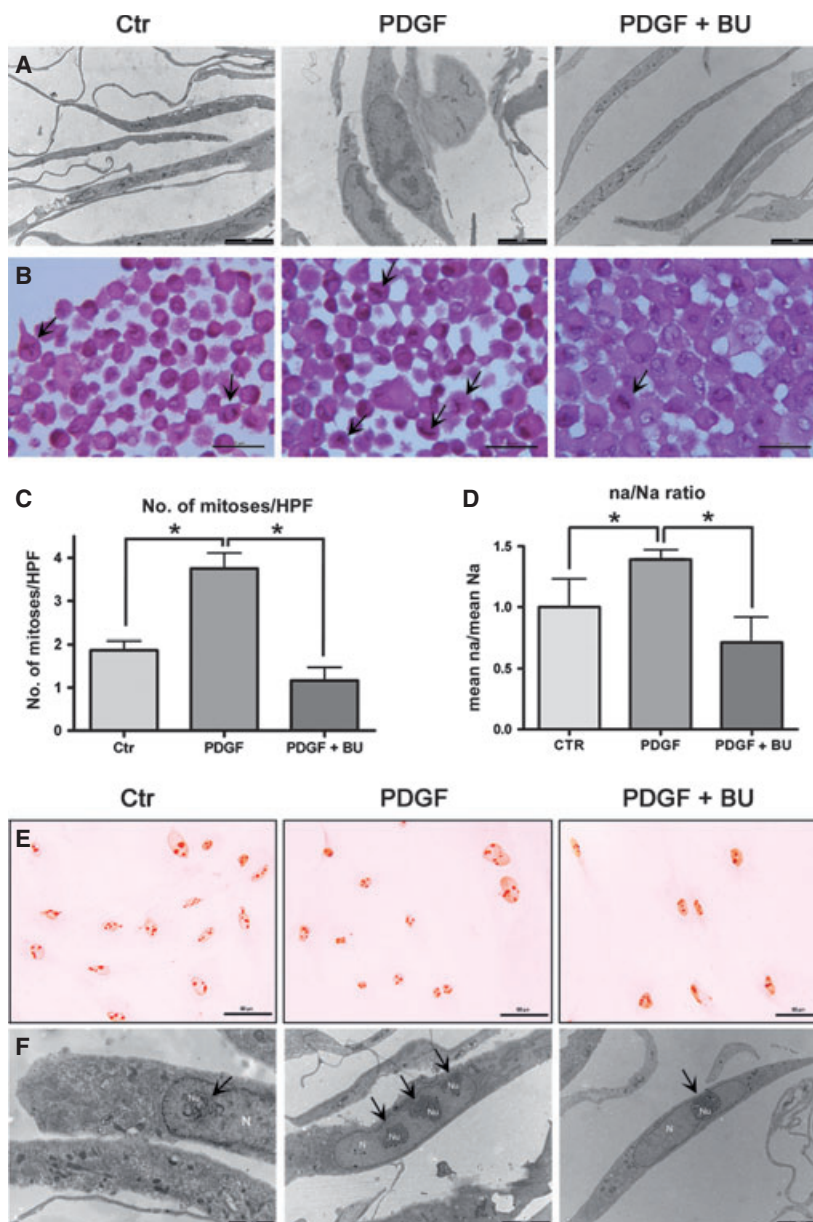 Ctr PDGF PDGF + BU
A
B
C
No. of mitoses/HPF
*
*
No. of mitoses/HPF
4
3
2
1
0
Ctr PDGF PDGF + BU
D
na/Na ratio
*
*
mean na/mean Na
1.5
1.0
0.5
0.0
CTR PDGF PDGF + BU
Ctr PDGF PDGF + BU
E
F
Nu
N
Nu
Nu
Nu
N
Nu
N